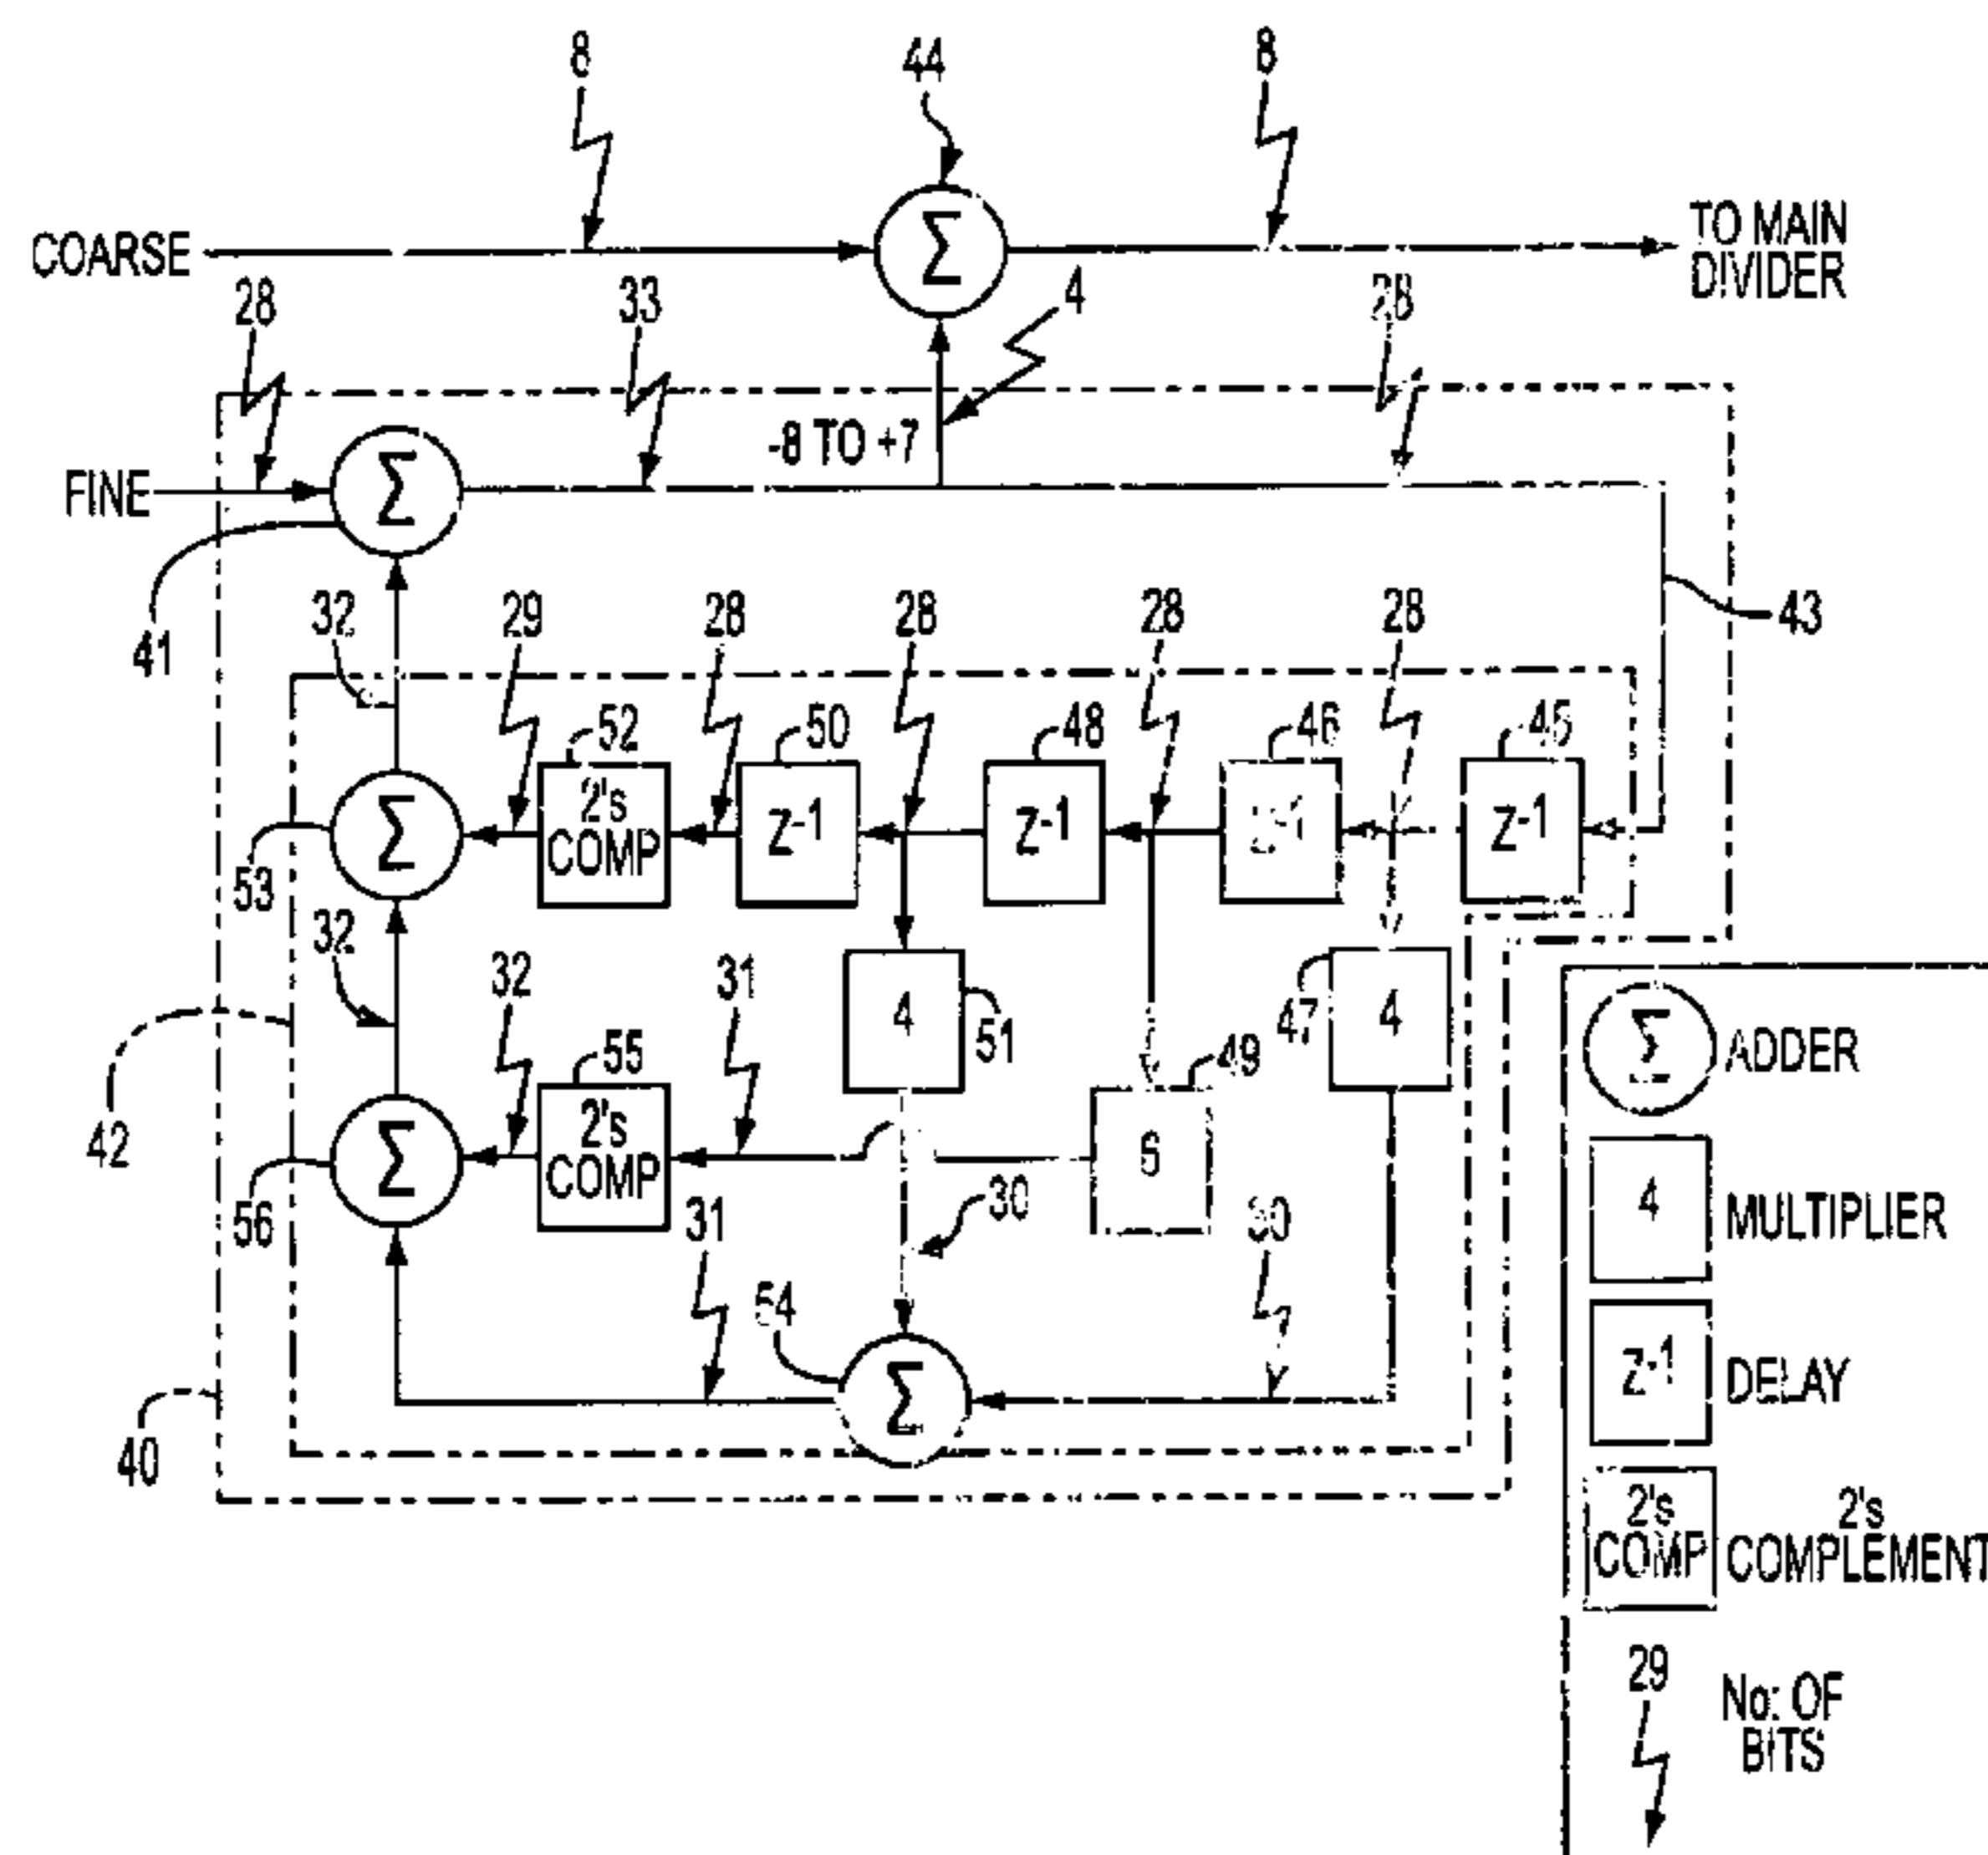 8
44
8
COARSE
Σ
TO MAIN
DIVIDER
28
33
4
28
-8 TO +7
FINE
Σ
41
32
29
28
28
28
28
43
52
50
48
46
45
2's
COMP
Z-1
Z-1
Z-1
Z-1
Σ
53
32
32
31
4
51
47
4
42
55
49
2's
COMP
6
Σ
56
31
30
30
54
Σ
40
Σ
ADDER
4
MULTIPLIER
Z-1
DELAY
2's
COMP
2's
COMPLEMENT
29
No: OF
BITS